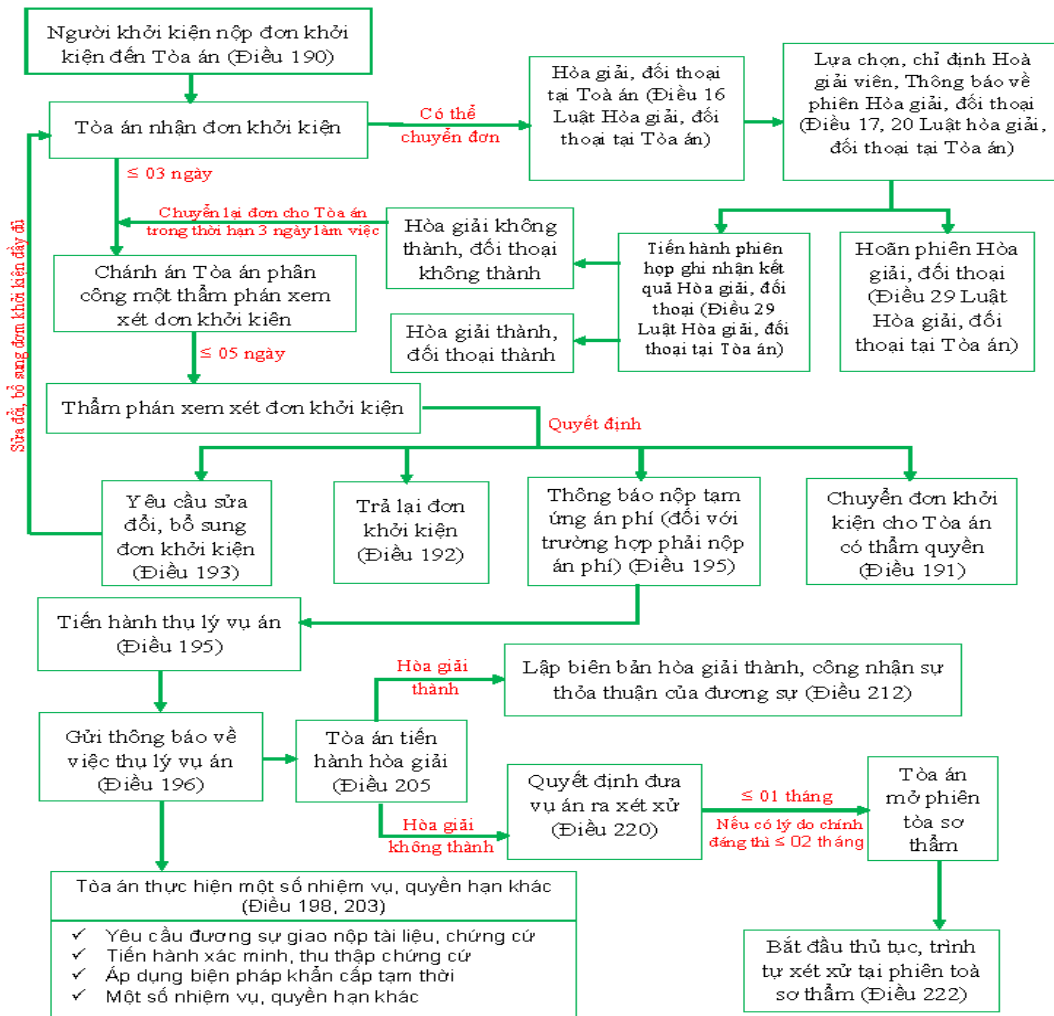 Người khởi kiện nộp đơn khởi
kiện đến Tòa án (Điều 190)
Tòa án nhận đơn khởi kiện
Có thể
chuyển đơn
Hòa giải, đối thoại
tại Toà án (Điều 16
Luật Hòa giải, đối
thoại tại Tòa án)
Lựa chọn, chỉ định Hoà
giải viên, Thông báo về
phiên Hòa giải, đối thoại
(Điều 17, 20 Luật hòa giải,
đối thoại tại Tòa án)
≤ 03 ngày
Chuyển lại đơn cho Tòa án
trong thời hạn 3 ngày làm việc
Hòa giải không
thành, đối thoại
không thành
Tiến hành phiên
họp ghi nhận kết
quả Hòa giải, đối
thoại (Điều 29
Luật Hòa giải, đối
thoại tại Tòa án)
Hoãn phiên Hòa
giải, đối thoại
(Điều 29 Luật
Hòa giải, đối
thoại tại Tòa án)
Chánh án Tòa án phân
công một thẩm phán xem
xét dơn khởi kiên
Hòa giải thành,
đối thoại thành
≤ 05 ngày
Sửa đổi, bổ sung đơm khởi kiện đầy đủ
Thẩm phán xem xét đơn khởi kiện
Quyết định
Yêu cầu sửa
đổi, bổ sung
đơn khởi kiện
(Điều 193)
Trả lại đơn
khởi kiện
(Điều 192)
Thông báo nộp tạm
ứng án phí (đối với
trường hợp phải nộp
án phí) (Điều 195)
Chuyển đơn khởi
kiện cho Tòa án
có thẩm quyền
(Điều 191)
Tiến hành thụ lý vụ án
(Điều 195)
Hòa giải
thành
Lập biên bản hòa giải thành, công nhận sự
thỏa thuận của đương sự (Điều 212)
Gửi thông báo về
việc thụ lý vụ án
(Điều 196)
Tòa án tiến
hành hòa giải
(Điều 205
Hòa giải
không thành
Quyết định đưa
vụ án ra xét xử
(Điều 220)
≤ 01 tháng
Nếu có lý do chính
đáng thì ≤ 02 tháng
Tòa án
mở phiên
tòa sơ
thẩm
Tòa án thực hiện một số nhiệm vụ, quyền hạn khác
(Điều 198, 203)
✓ Yêu cầu đương sự giao nộp tài liệu, chứng cứ
✓ Tiến hành xác minh, thu thập chứng cứ
✓ Áp dụng biện pháp khẩn cấp tạm thời
✓ Một số nhiệm vụ, quyền hạn khác
Bắt đầu thủ tục, trình
tự xét xử tại phiên toà
sơ thẩm (Điều 222)